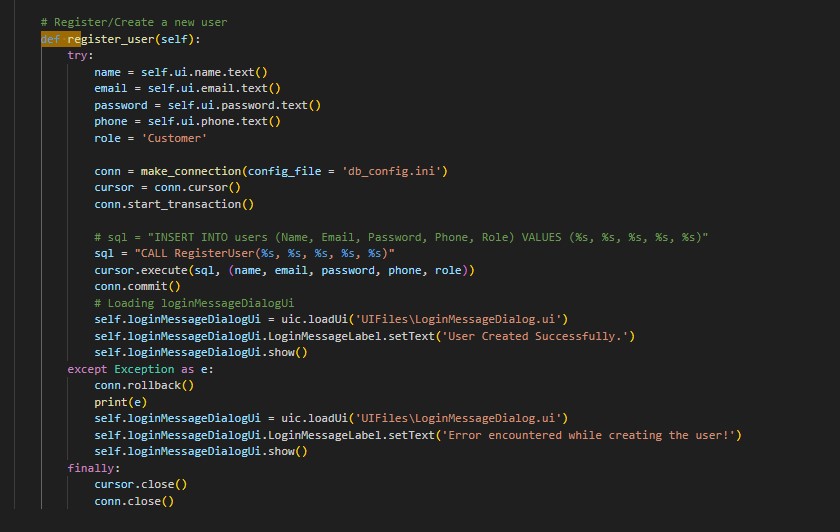 # Register/Create a new user
def register_user(self):
try:
name = self.ui.name.text()
email = self.ui.email.text()
password = self.ui.password.text()
phone = self.ui.phone.text()
role = 'Customer'
conn = make_connection(config_file = 'db_config.ini')
cursor = conn.cursor()
conn.start_transaction()
# sql = "INSERT INTO users (Name, Email, Password, Phone, Role) VALUES (%s, %s, %s, %s, %s)"
sql = "CALL RegisterUser(%s, %s, %s, %s, %s)"
cursor.execute(sql, (name, email, password, phone, role))
conn.commit()
# Loading loginMessageDialogUi
self.loginMessageDialogUi = uic.loadUi('UIFiles\LoginMessageDialog.ui')
self.loginMessageDialogUi.LoginMessageLabel.setText('User Created Successfully.')
self.loginMessageDialogUi.show()
except Exception as e:
conn.rollback()
print(e)
self.loginMessageDialogUi = uic.loadUi('UIFiles\LoginMessageDialog.ui')
self.loginMessageDialogUi.LoginMessageLabel.setText('Error encountered while creating the user!')
self.loginMessageDialogUi.show()
finally:
cursor.close()
conn.close()